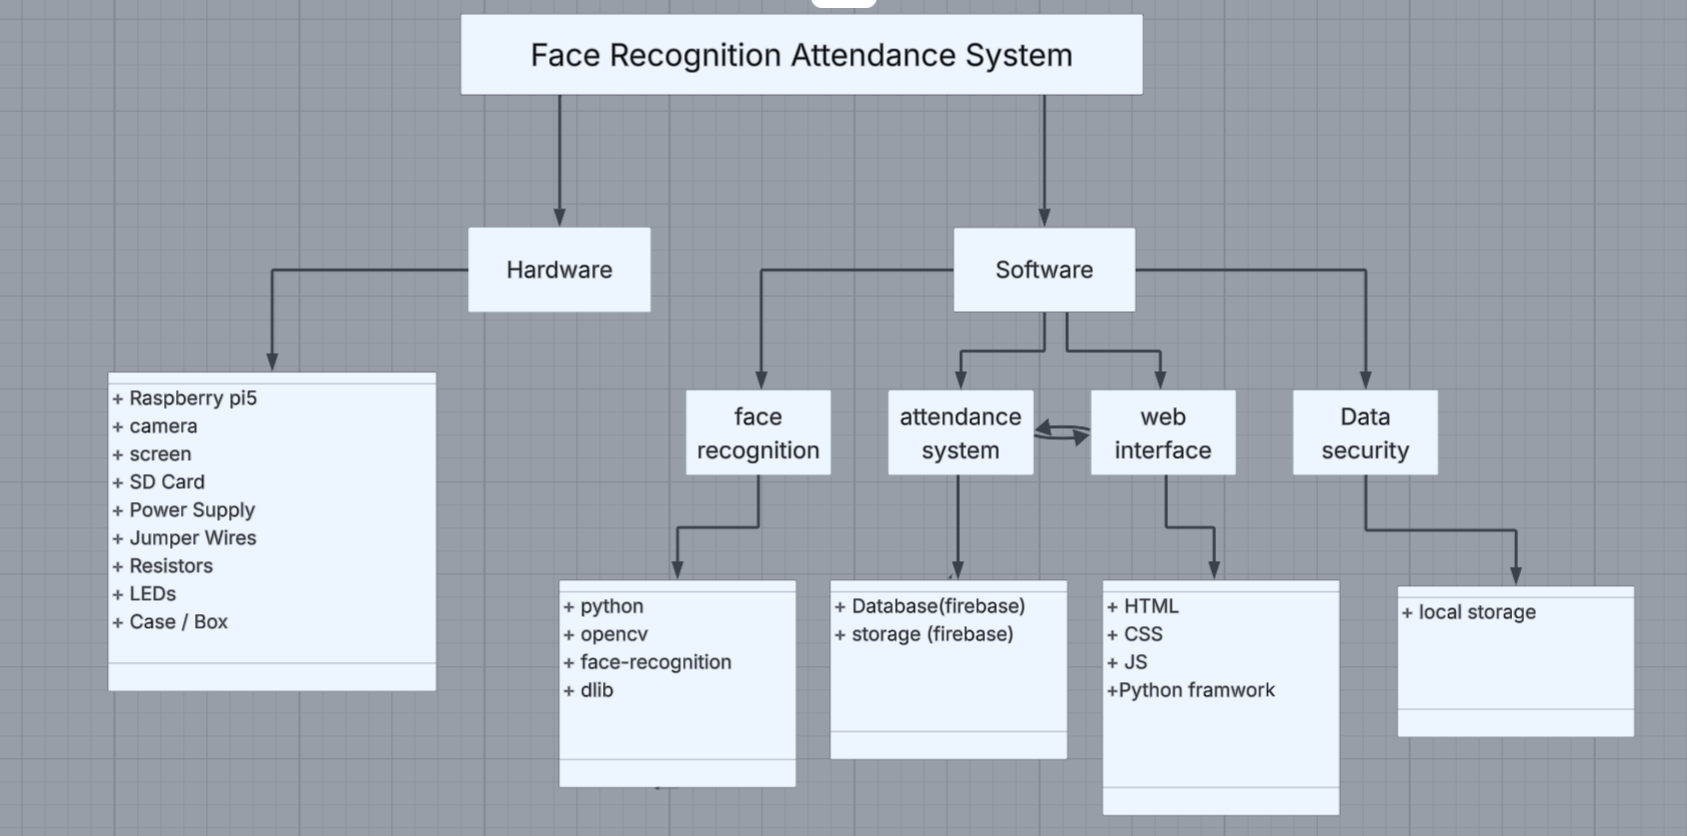 Face Recognition Attendance System
Hardware
Software
+ Raspberry pi5
+ camera
+ screen
+ SD Card
+ Power Supply
+ Jumper Wires
+ Resistors
+ LEDs
+ Case / Box
face
recognition
attendance
system
web
interface
Data
security
+ python
+ opencv
+ face-recognition
+ dlib
+ Database(firebase)
+ storage (firebase)
+ HTML
+ CSS
+ JS
+Python framwork
+ local storage